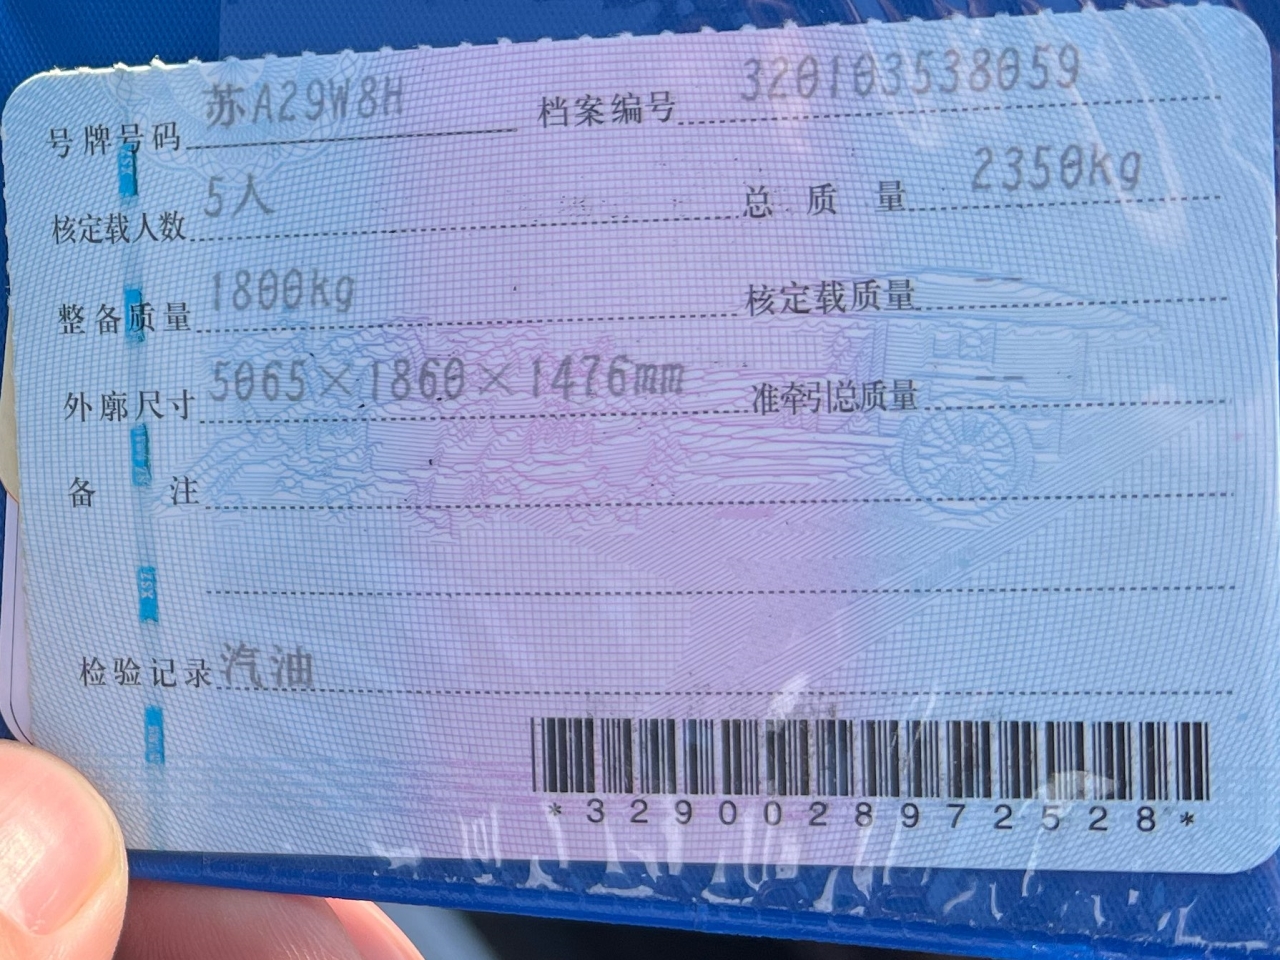 号牌号码 苏A29W8H 档案编号 320103538059
核定载人数 5人 总质量 2350kg
整备质量 1800kg 核定载质量 --
外廓尺寸 5065×1860×1476mm 准牵引总质量 --
备注
检验记录 汽油
*3290028972528*